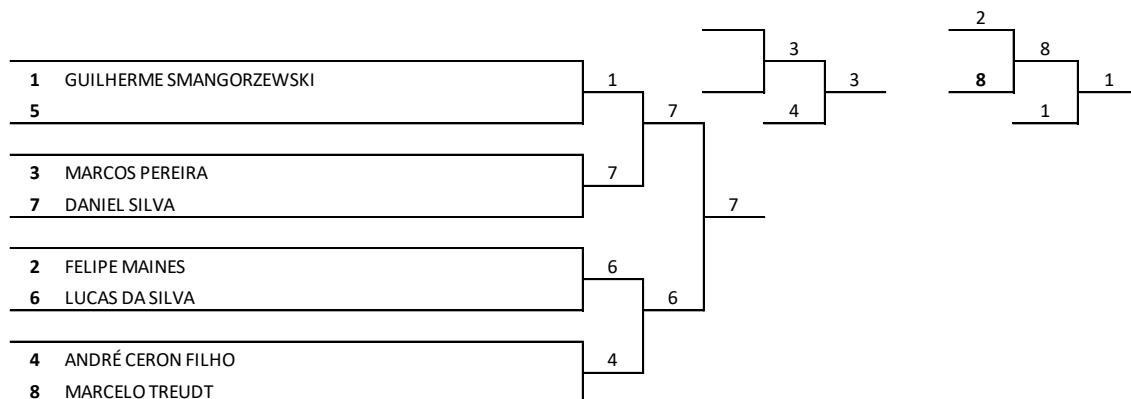 2
3 8
1 GUILHERME SMANGORZEWSKI 1 3 8 1
5 7 4 1
3 MARCOS PEREIRA 7
7 DANIEL SILVA
7
2 FELIPE MAINES 6
6 LUCAS DA SILVA 6
4 ANDRÉ CERON FILHO 4
8 MARCELO TREUDT